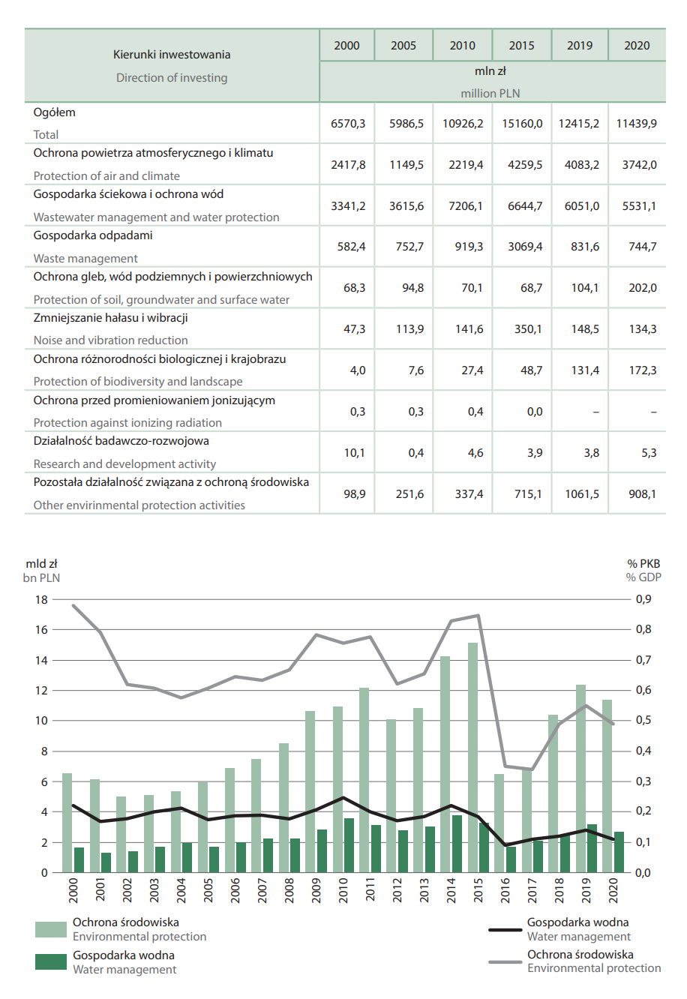 Kierunki inwestowania
Direction of investing
2000 2005 2010 2015 2019 2020
mln zł
million PLN
Ogółem
Total
6570,3 5986,5 10926,2 15160,0 12415,2 11439,9
Ochrona powietrza atmosferycznego i klimatu
Protection of air and climate
2417,8 1149,5 2219,4 4259,5 4083,2 3742,0
Gospodarka ściekowa i ochrona wód
Wastewater management and water protection
3341,2 3615,6 7206,1 6644,7 6051,0 5531,1
Gospodarka odpadami
Waste management
582,4 752,7 919,3 3069,4 831,6 744,7
Ochrona gleb, wód podziemnych i powierzchniowych
Protection of soil, groundwater and surface water
68,3 94,8 70,1 68,7 104,1 202,0
Zmniejszanie hałasu i wibracji
Noise and vibration reduction
47,3 113,9 141,6 350,1 148,5 134,3
Ochrona różnorodności biologicznej i krajobrazu
Protection of biodiversity and landscape
4,0 7,6 27,4 48,7 131,4 172,3
Ochrona przed promieniowaniem jonizującym
Protection against ionizing radiation
0,3 0,3 0,4 0,0 – –
Działalność badawczo-rozwojowa
Research and development activity
10,1 0,4 4,6 3,9 3,8 5,3
Pozostała działalność związana z ochroną środowiska
Other envirinmental protection activities
98,9 251,6 337,4 715,1 1061,5 908,1
mld zł % PKB
bn PLN % GDP
18 0,9
16 0,8
14 0,7
12 0,6
10 0,5
8 0,4
6 0,3
4 0,2
2 0,1
0 0,0
2000 2001 2002 2003 2004 2005 2006 2007 2008 2009 2010 2011 2012 2013 2014 2015 2016 2017 2018 2019 2020
Ochrona środowiska
Environmental protection
Gospodarka wodna
Water management
Gospodarka wodna
Water management
Ochrona środowiska
Environmental protection